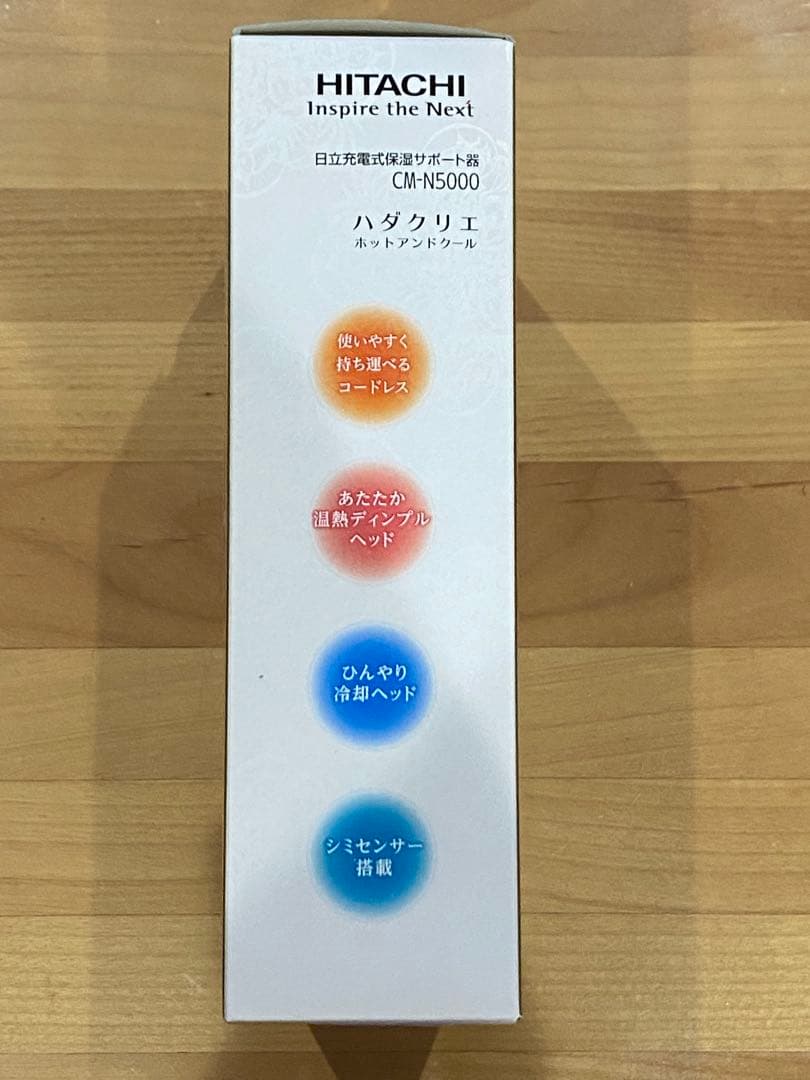 HITACHI
Inspire the Next
日立充電式保湿サポート器
CM-N5000
ハダクリエ
ホットアンドクール
使いやすく
持ち運べる
コードレス
あたたか
温熱ディンプル
ヘッド
ひんやり
冷却ヘッド
シミセンサー
搭載